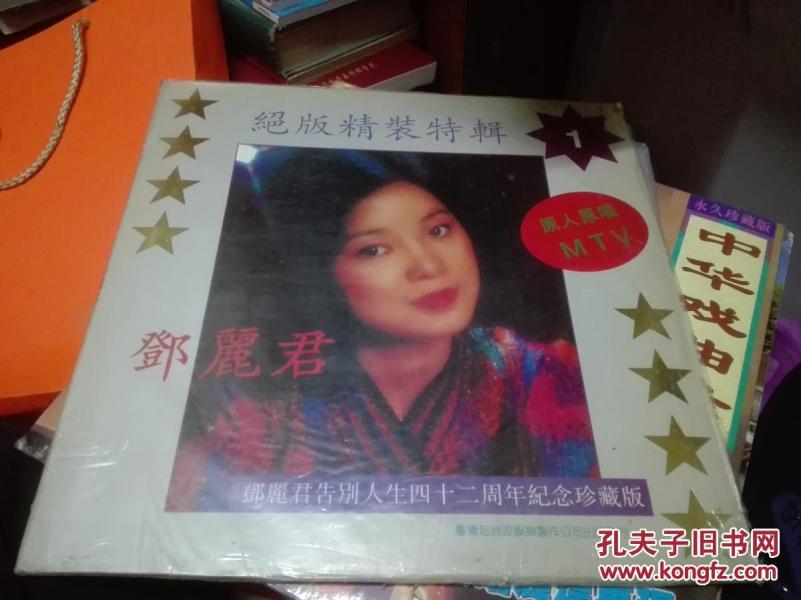 絕版精裝特輯
1
原人原唱
MTV
鄧麗君
鄧麗君告別人生四十二周年紀念珍藏版
永久珍藏版
中华戏曲
孔夫子旧书网
www.kongfz.com